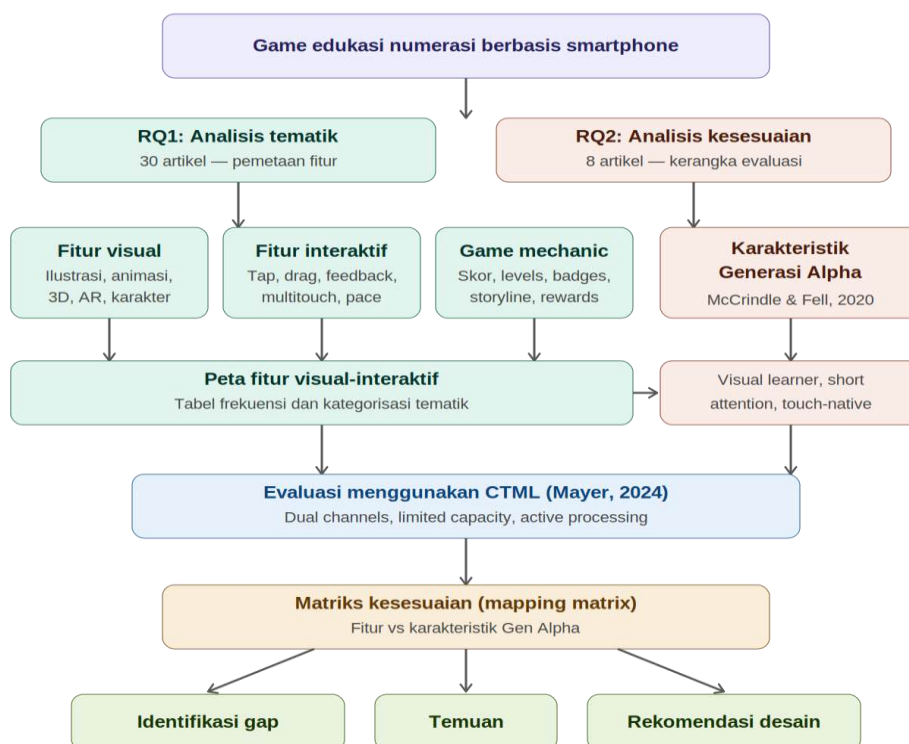 Game edukasi numerasi berbasis smartphone
RQ1: Analisis tematik
30 artikel — pemetaan fitur
RQ2: Analisis kesesuaian
8 artikel — kerangka evaluasi
Fitur visual
Ilustrasi, animasi,
3D, AR, karakter
Fitur interaktif
Tap, drag, feedback,
multitouch, pace
Game mechanic
Skor, levels, badges,
storyline, rewards
Karakteristik
Generasi Alpha
McCrindle & Fell, 2020
Peta fitur visual-interaktif
Tabel frekuensi dan kategorisasi tematik
Visual learner, short
attention, touch-native
Evaluasi menggunakan CTML (Mayer, 2024)
Dual channels, limited capacity, active processing
Matriks kesesuaian (mapping matrix)
Fitur vs karakteristik Gen Alpha
Identifikasi gap
Temuan
Rekomendasi desain